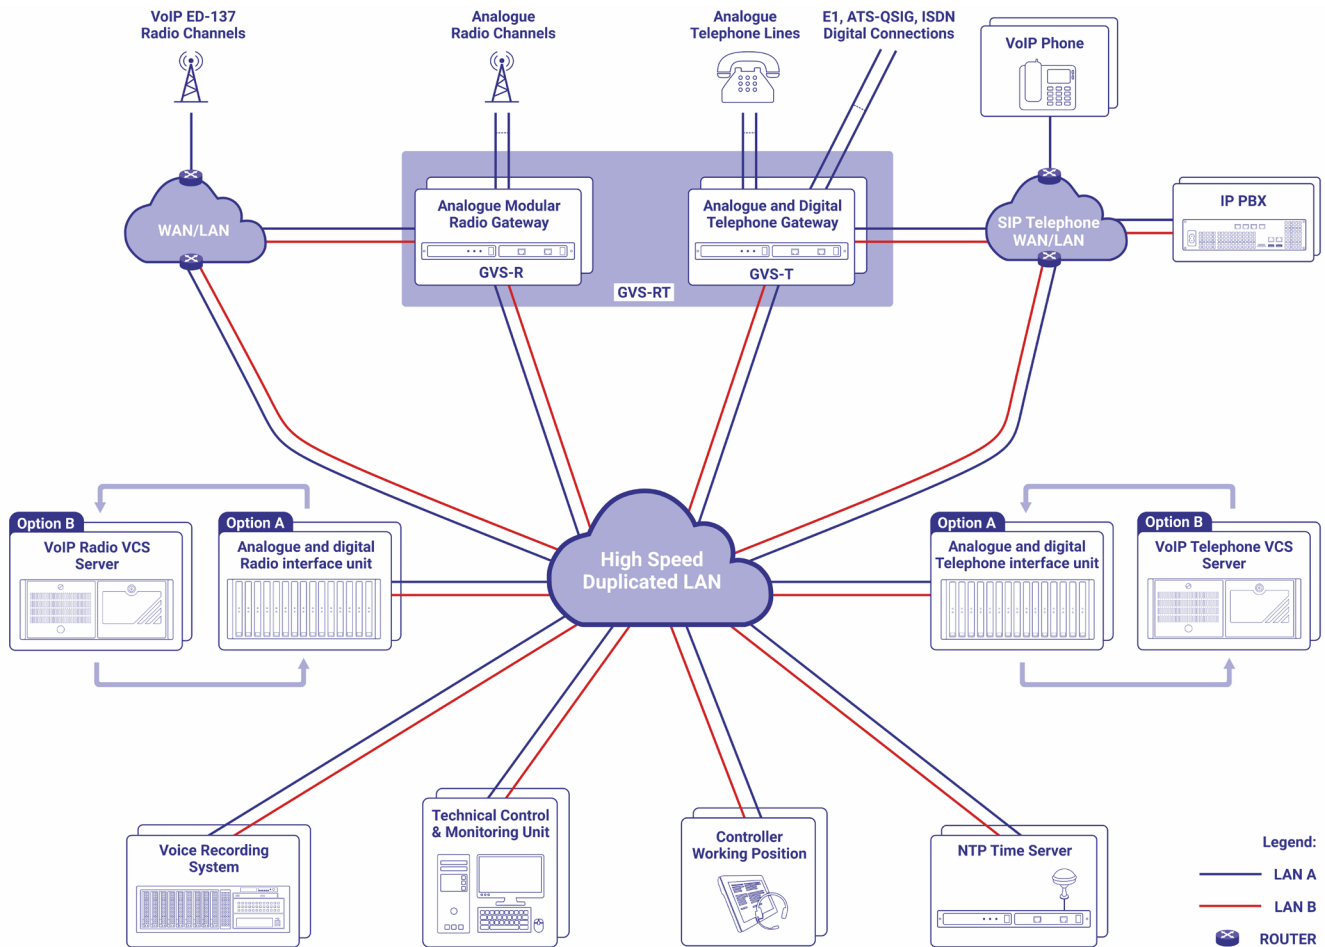 VoIP ED-137
Radio Channels
Analogue
Radio Channels
Analogue
Telephone Lines
E1, ATS-QSIG, ISDN
Digital Connections
VoIP Phone
WAN/LAN
Analogue Modular
Radio Gateway
GVS-R
Analogue and Digital
Telephone Gateway
GVS-T
GVS-RT
SIP Telephone
WAN/LAN
IP PBX
Option B
VoIP Radio VCS
Server
Option A
Analogue and digital
Radio interface unit
High Speed
Duplicated LAN
Option A
Analogue and digital
Telephone interface unit
Option B
VoIP Telephone VCS
Server
Voice Recording
System
Technical Control
& Monitoring Unit
Controller
Working Position
NTP Time Server
Legend:
LAN A
LAN B
ROUTER